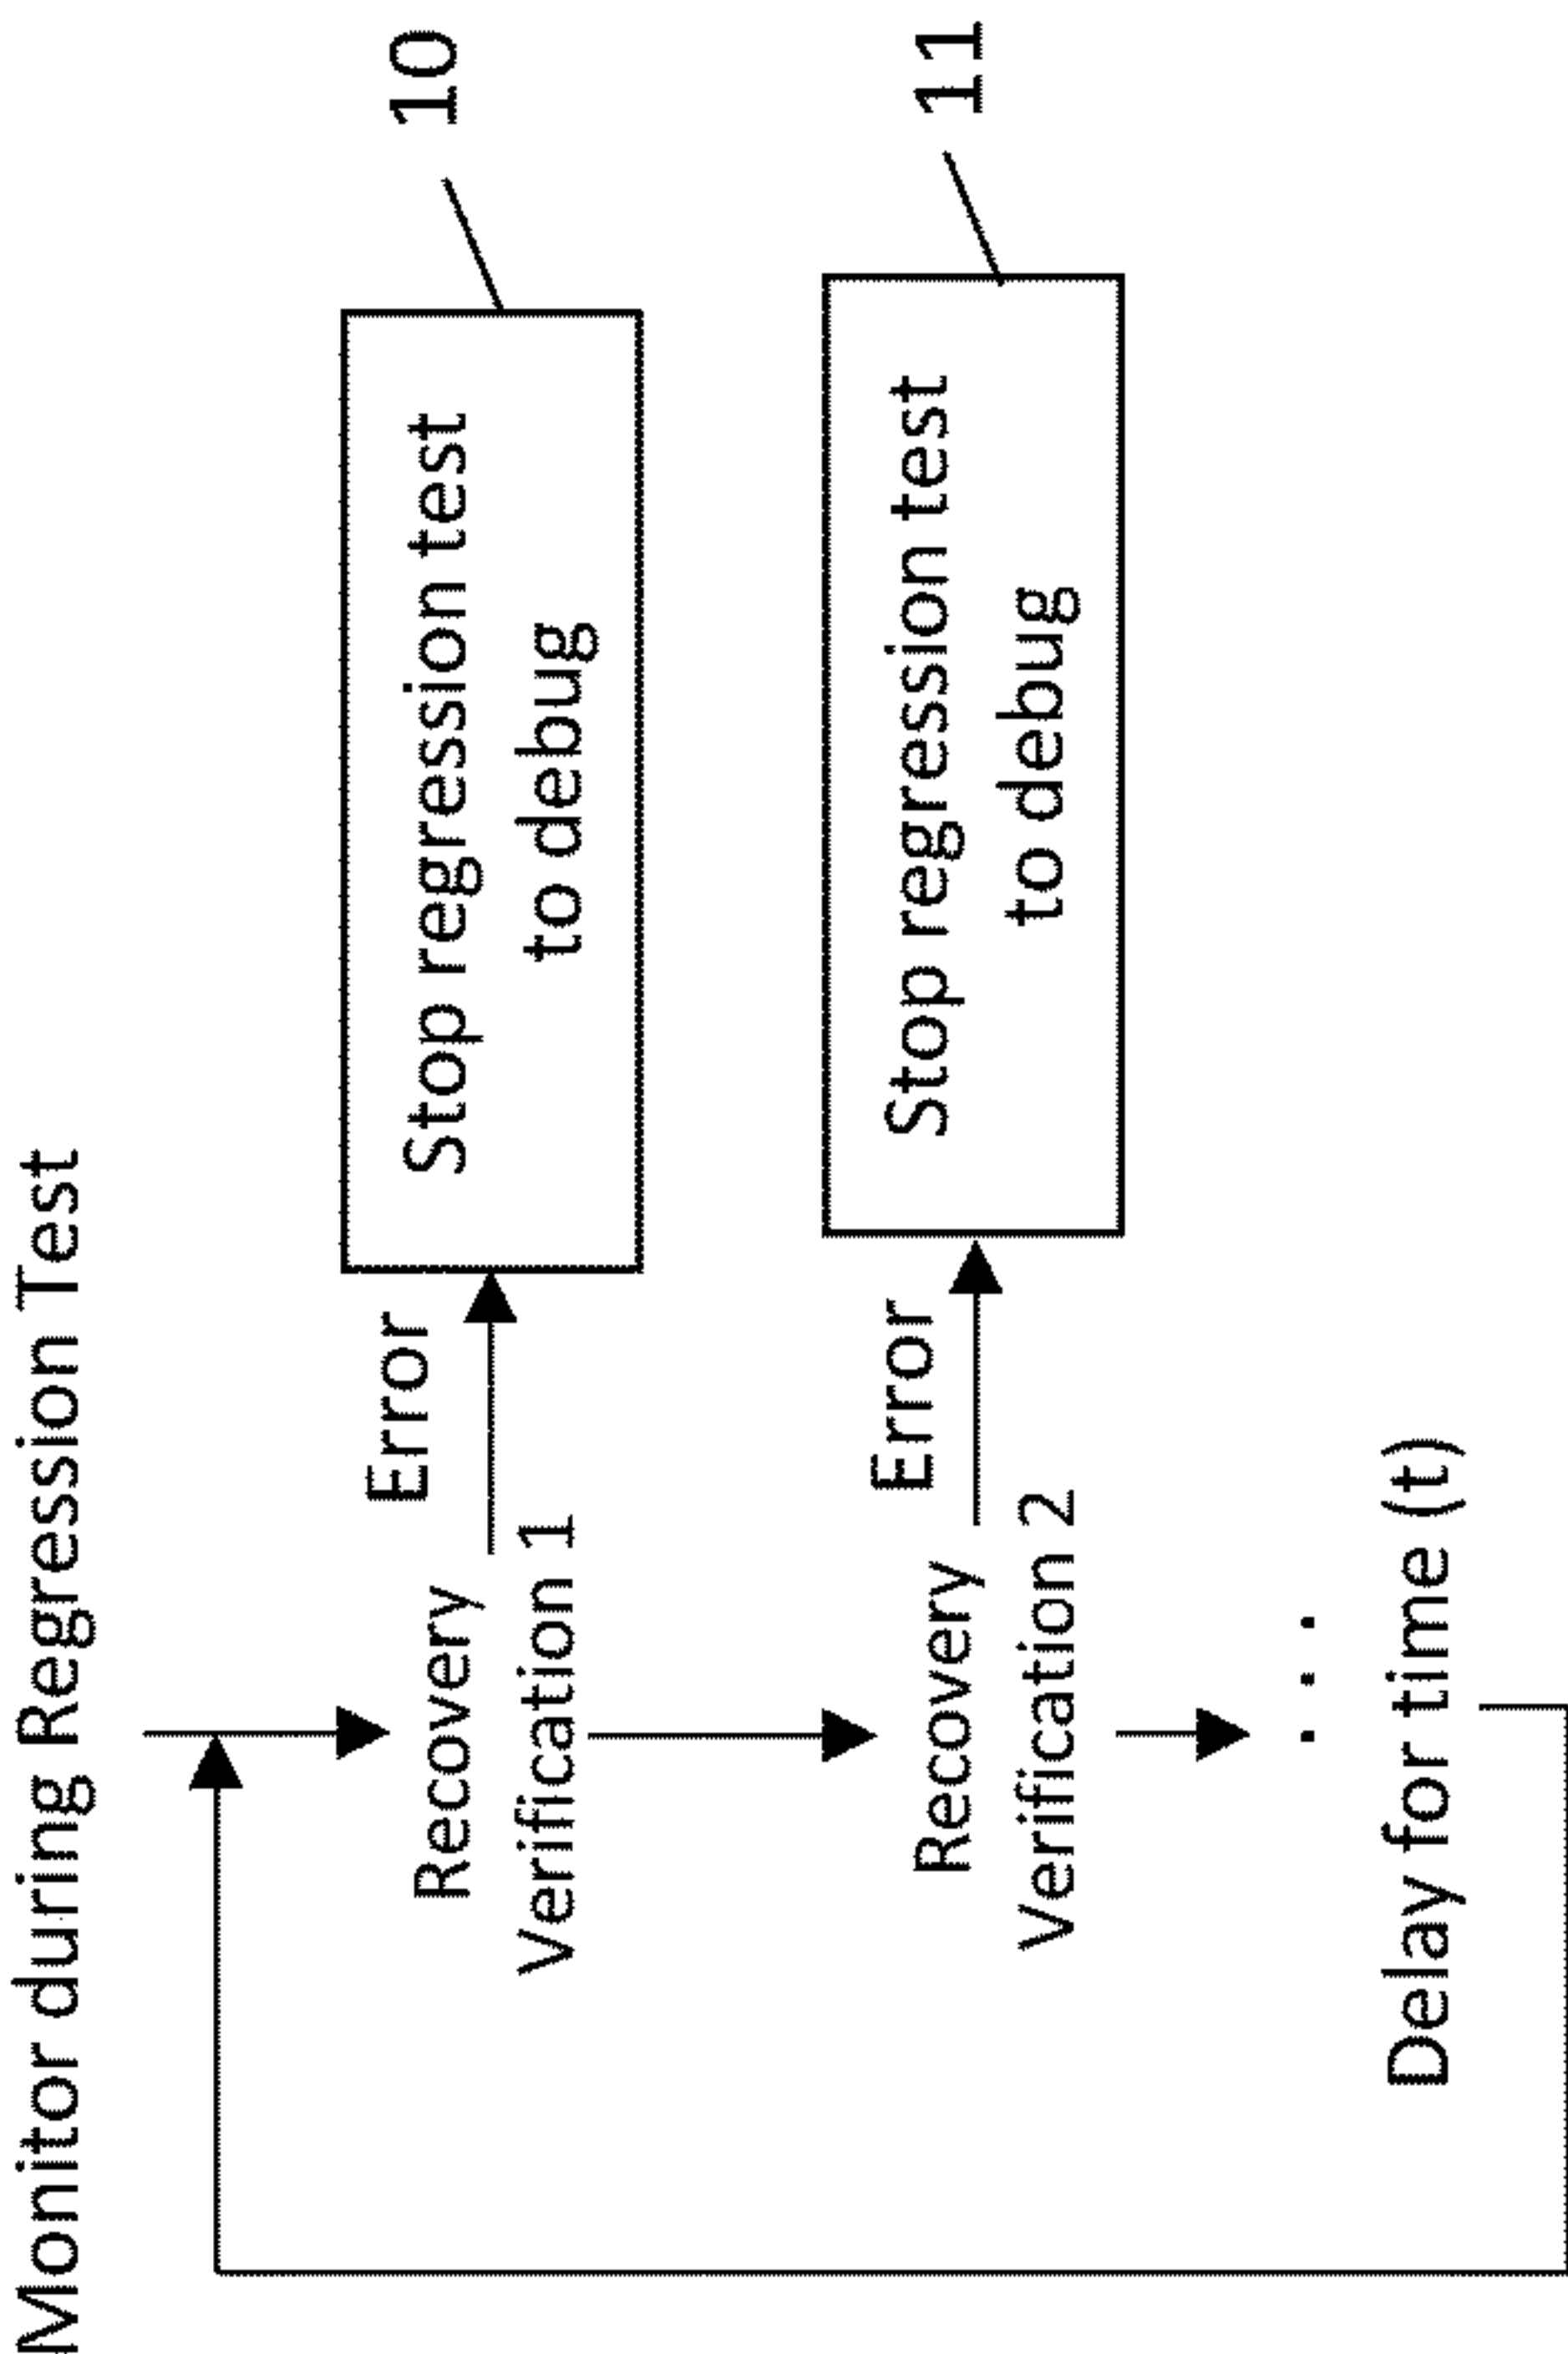 Monitor during Regression Test
Recovery
Verification 1
Error
Stop regression test
to debug
10
Recovery
Verification 2
Error
Stop regression test
to debug
11
. . .
Delay for time (t)